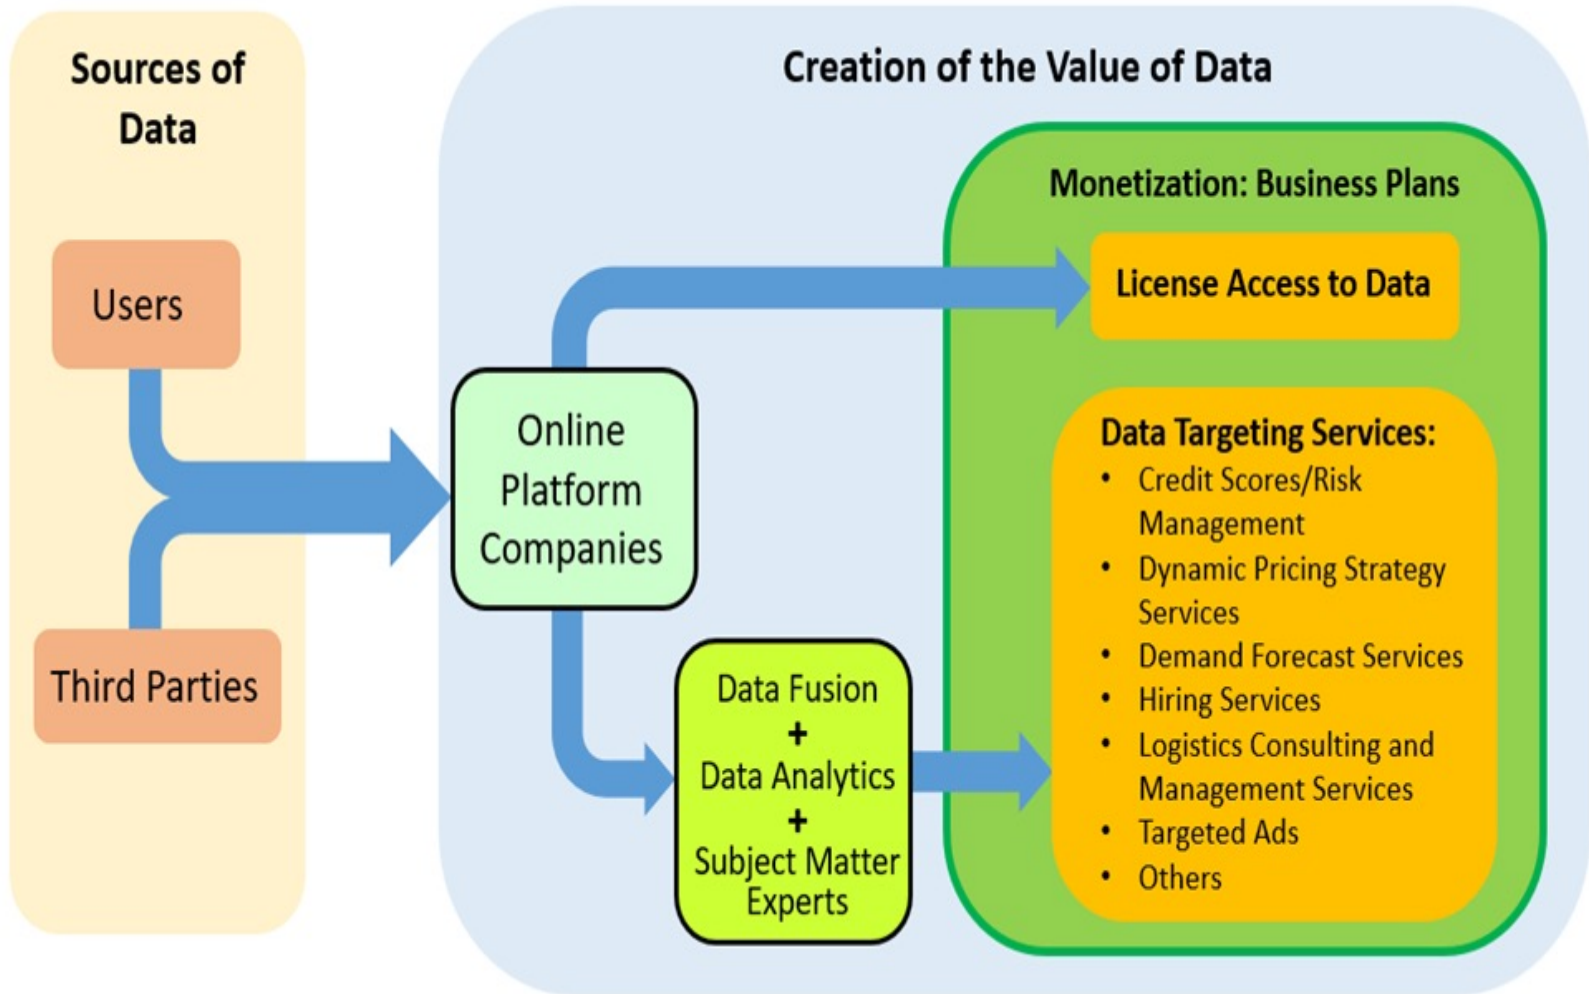 Sources of
Data
Users
Third Parties
Creation of the Value of Data
Online
Platform
Companies
Data Fusion
+
Data Analytics
+
Subject Matter
Experts
Monetization: Business Plans
License Access to Data
Data Targeting Services:
• Credit Scores/Risk
Management
• Dynamic Pricing Strategy
Services
• Demand Forecast Services
• Hiring Services
• Logistics Consulting and
Management Services
• Targeted Ads
• Others